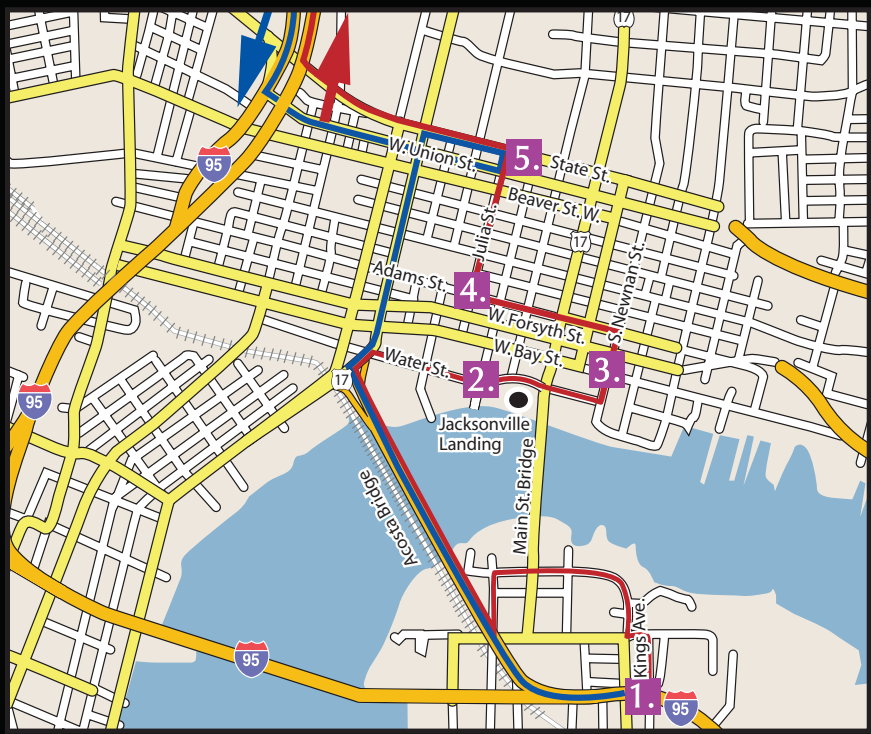 17
95
W. Union St.
5.
State St.
Beaver St. W.
Julia St.
17
S. Newnan St.
Adams St.
4.
W. Forsyth St.
W. Bay St.
Water St.
2.
3.
17
95
Jacksonville
Landing
Acosta Bridge
Main St. Bridge
Kings Ave.
95
1.
95